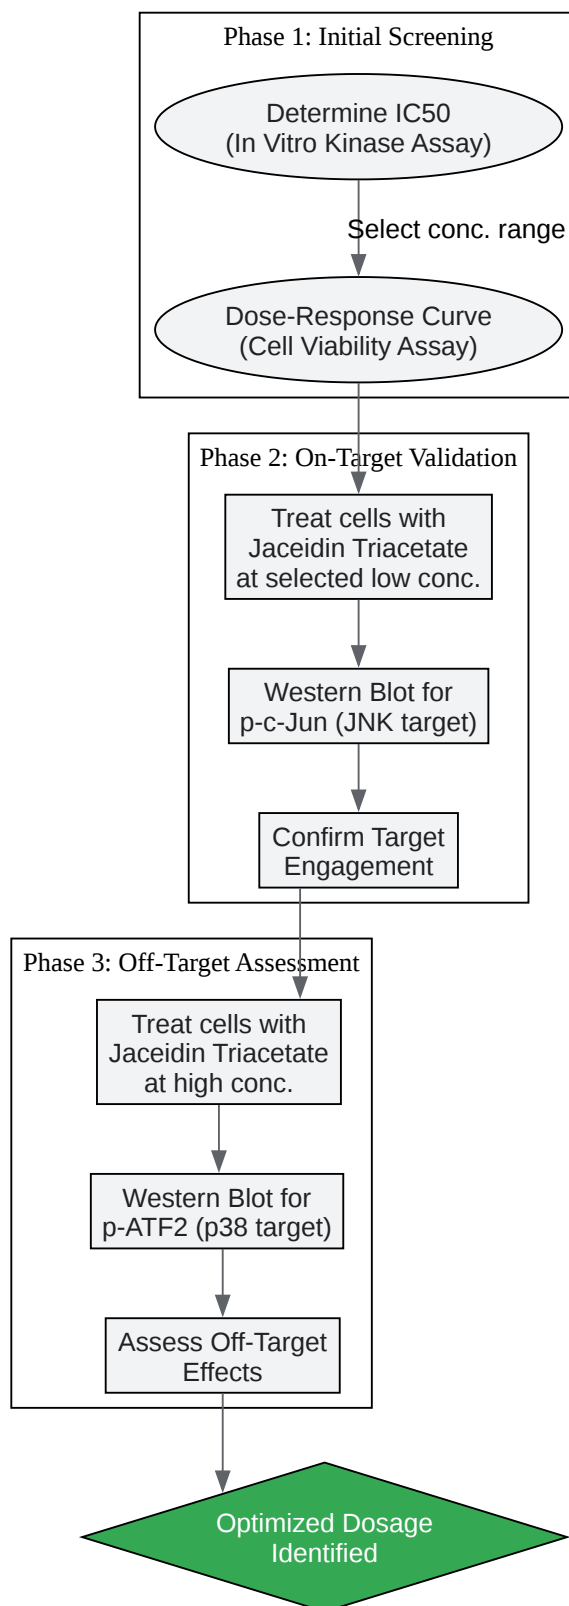 Phase 1: Initial Screening
Determine IC50
(In Vitro Kinase Assay)
Select conc. range
Dose-Response Curve
(Cell Viability Assay)
Phase 2: On-Target Validation
Treat cells with
Jaceidin Triacetate
at selected low conc.
Western Blot for
p-c-Jun (JNK target)
Confirm Target
Engagement
Phase 3: Off-Target Assessment
Treat cells with
Jaceidin Triacetate
at high conc.
Western Blot for
p-ATF2 (p38 target)
Assess Off-Target
Effects
Optimized Dosage
Identified